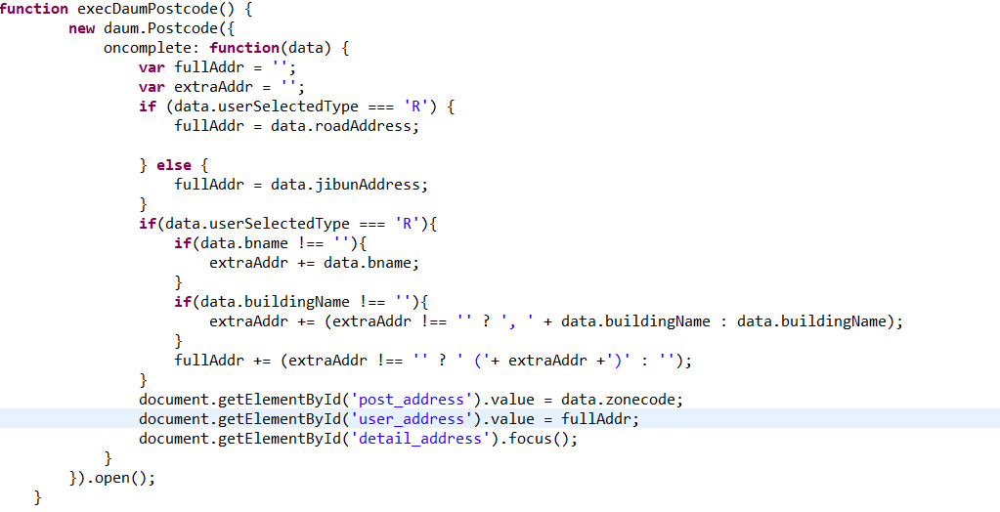 function execDaumPostcode() {
        new daum.Postcode({
            oncomplete: function(data) {
                var fullAddr = '';
                var extraAddr = '';
                if (data.userSelectedType === 'R') {
                    fullAddr = data.roadAddress;

                } else {
                    fullAddr = data.jibunAddress;
                }
                if(data.userSelectedType === 'R'){
                    if(data.bname !== ''){
                        extraAddr += data.bname;
                    }
                    if(data.buildingName !== ''){
                        extraAddr += (extraAddr !== '' ? ', ' + data.buildingName : data.buildingName);
                    }
                    fullAddr += (extraAddr !== '' ? ' ('+ extraAddr +')' : '');
                }
                document.getElementById('post_address').value = data.zonecode;
                document.getElementById('user_address').value = fullAddr;
                document.getElementById('detail_address').focus();
            }
        }).open();
    }